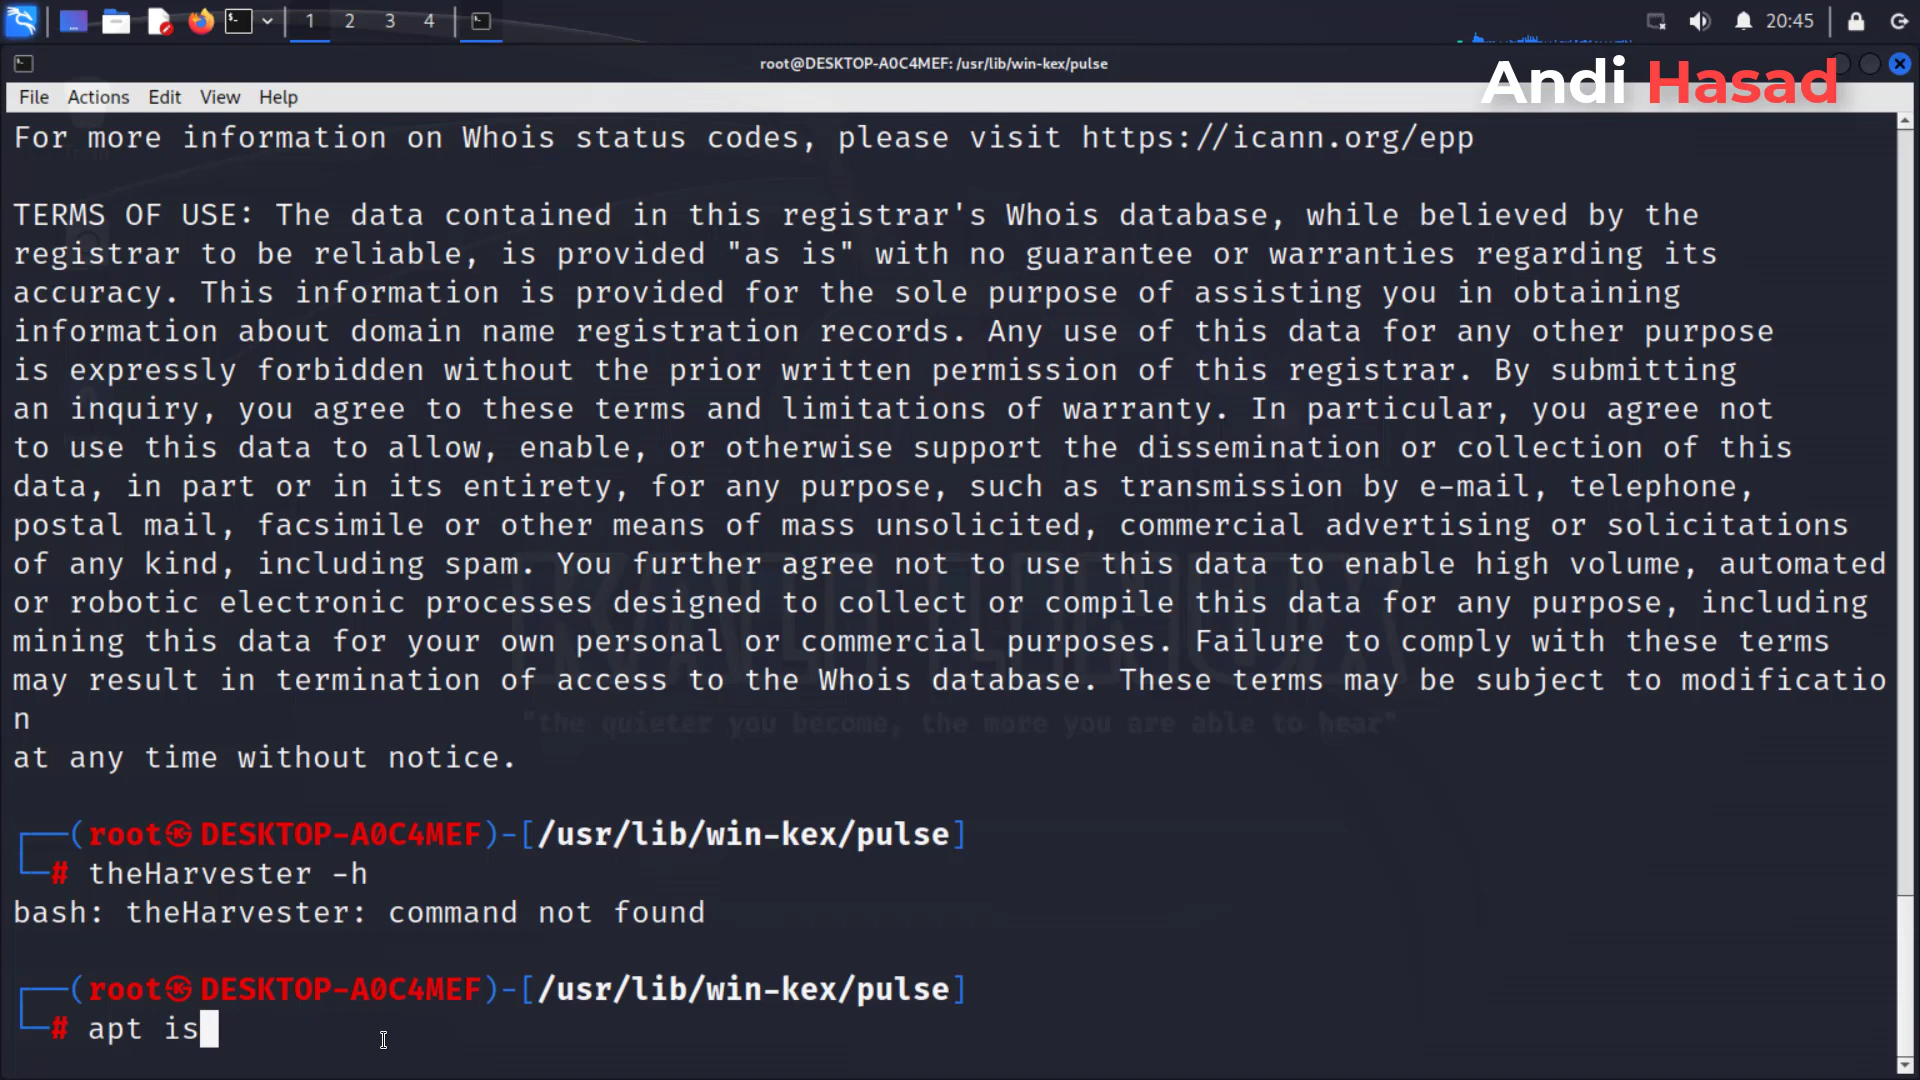 1 2 3 4 20:45
root@DESKTOP-A0C4MEF: /usr/lib/win-kex/pulse
Andi Hasad
File Actions Edit View Help
For more information on Whois status codes, please visit https://icann.org/epp
TERMS OF USE: The data contained in this registrar's Whois database, while believed by the
registrar to be reliable, is provided "as is" with no guarantee or warranties regarding its
accuracy. This information is provided for the sole purpose of assisting you in obtaining
information about domain name registration records. Any use of this data for any other purpose
is expressly forbidden without the prior written permission of this registrar. By submitting
an inquiry, you agree to these terms and limitations of warranty. In particular, you agree not
to use this data to allow, enable, or otherwise support the dissemination or collection of this
data, in part or in its entirety, for any purpose, such as transmission by e-mail, telephone,
postal mail, facsimile or other means of mass unsolicited, commercial advertising or solicitations
of any kind, including spam. You further agree not to use this data to enable high volume, automated
or robotic electronic processes designed to collect or compile this data for any purpose, including
mining this data for your own personal or commercial purposes. Failure to comply with these terms
may result in termination of access to the Whois database. These terms may be subject to modificatio
n
"the quieter you become, the more you are able to hear"
at any time without notice.
┌──(root㉿DESKTOP-A0C4MEF)-[/usr/lib/win-kex/pulse]
└─# theHarvester -h
bash: theHarvester: command not found
┌──(root㉿DESKTOP-A0C4MEF)-[/usr/lib/win-kex/pulse]
└─# apt is